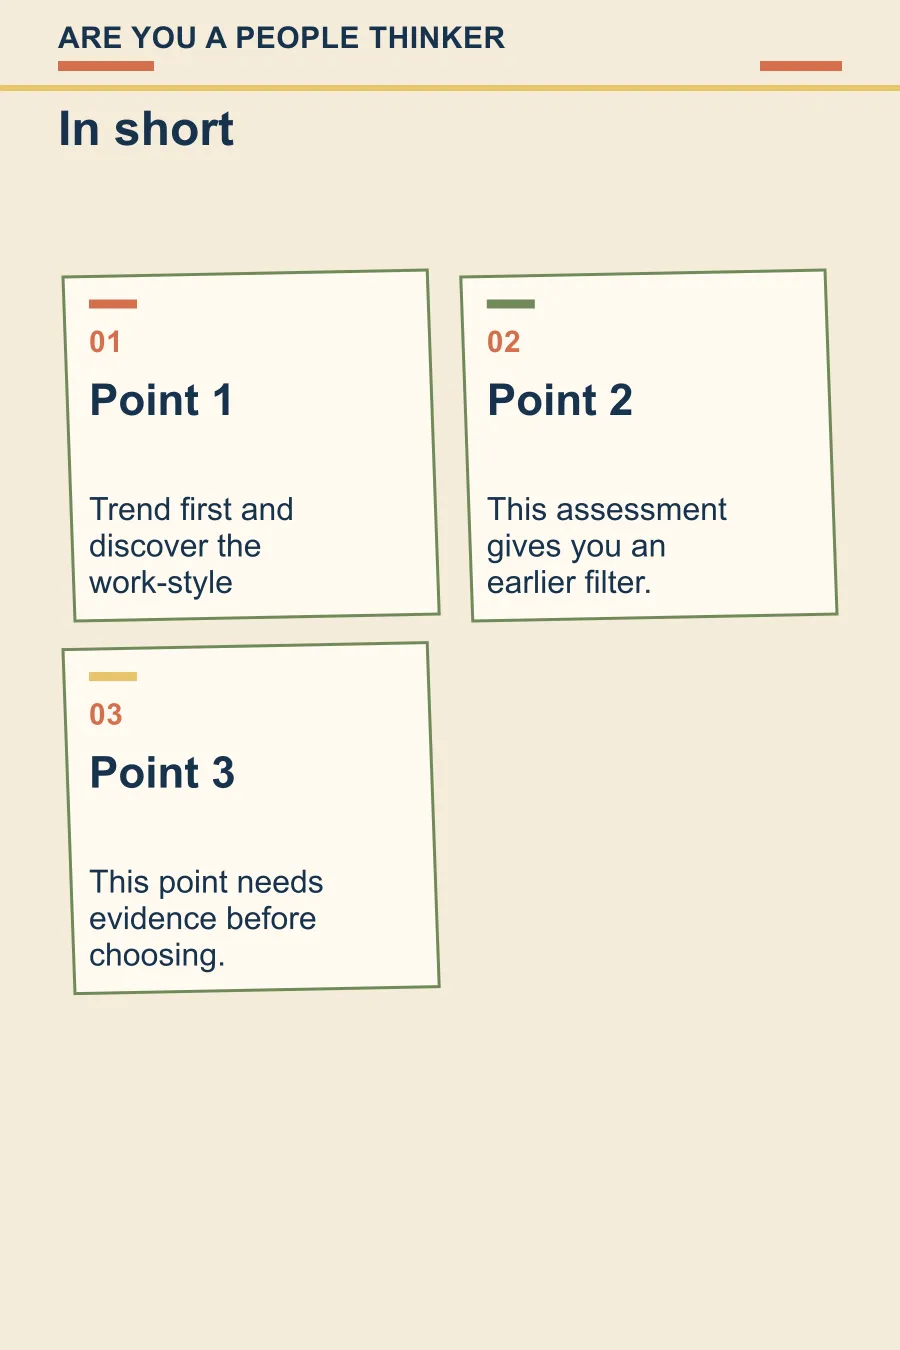 ARE YOU A PEOPLE THINKER
In short
01
Point 1
Trend first and
discover the
work-style
02
Point 2
This assessment
gives you an
earlier filter.
03
Point 3
This point needs
evidence before
choosing.